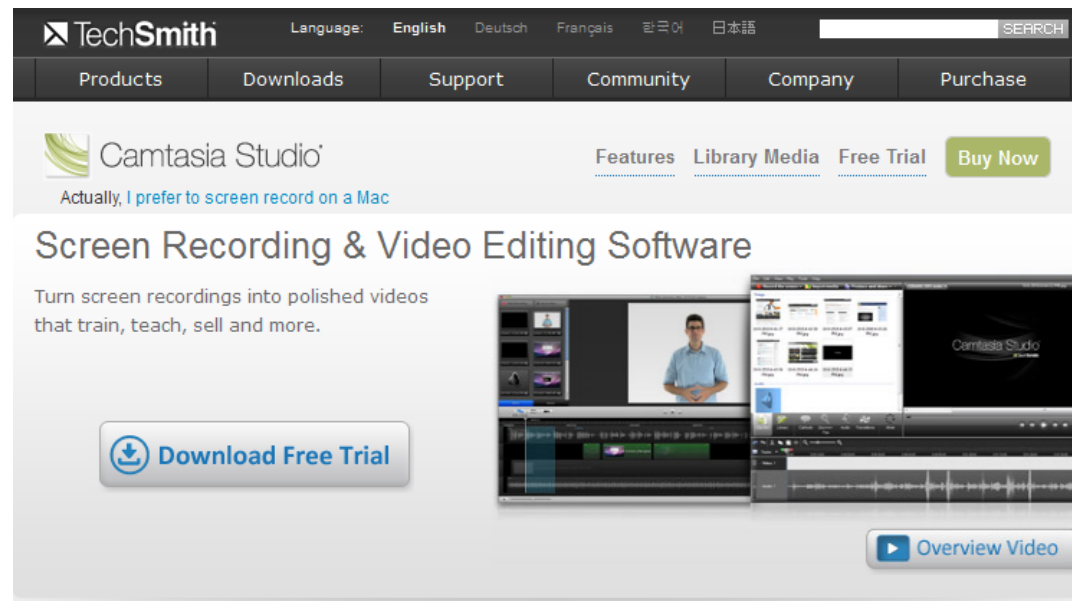 TechSmith
Language: English Deutsch Français 한국어 日本語
SEARCH
Products Downloads Support Community Company Purchase
Camtasia Studio
Features Library Media Free Trial Buy Now
Actually, I prefer to screen record on a Mac
Screen Recording & Video Editing Software
Turn screen recordings into polished videos
that train, teach, sell and more.
Camtasia Studio
Download Free Trial
Overview Video